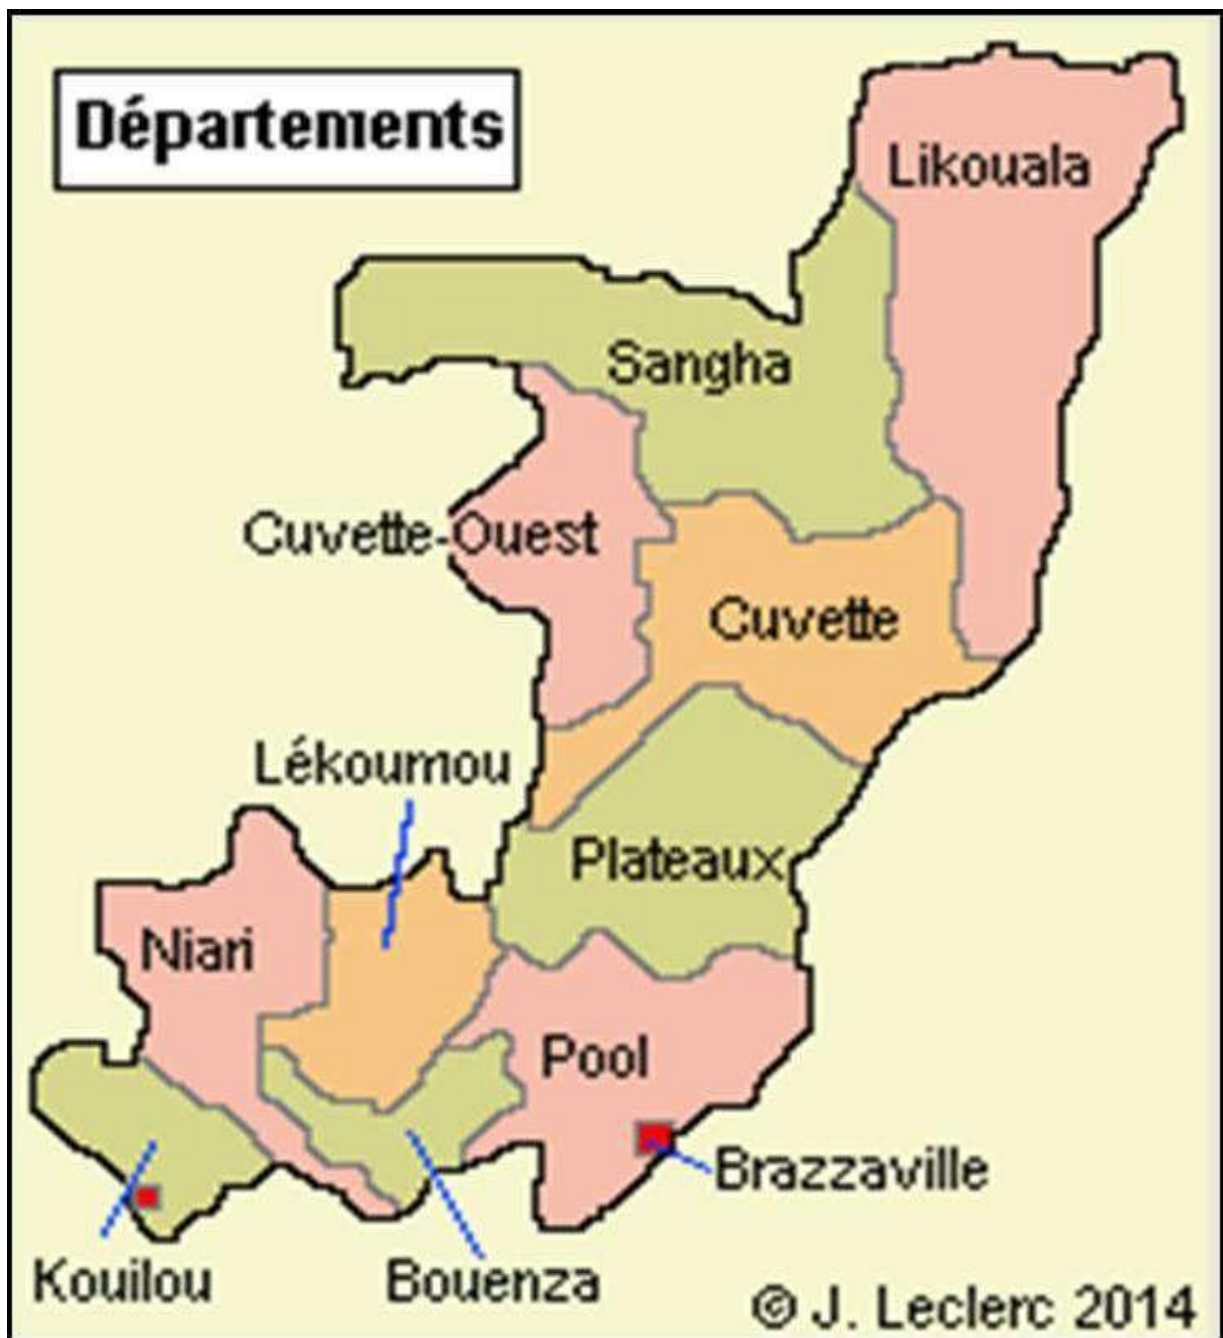 Départements
Likouala
Sangha
Cuvette-Ouest
Cuvette
Lékoumou
Plateaux
Niari
Pool
Brazzaville
Kouilou
Bouenza
© J. Leclerc 2014